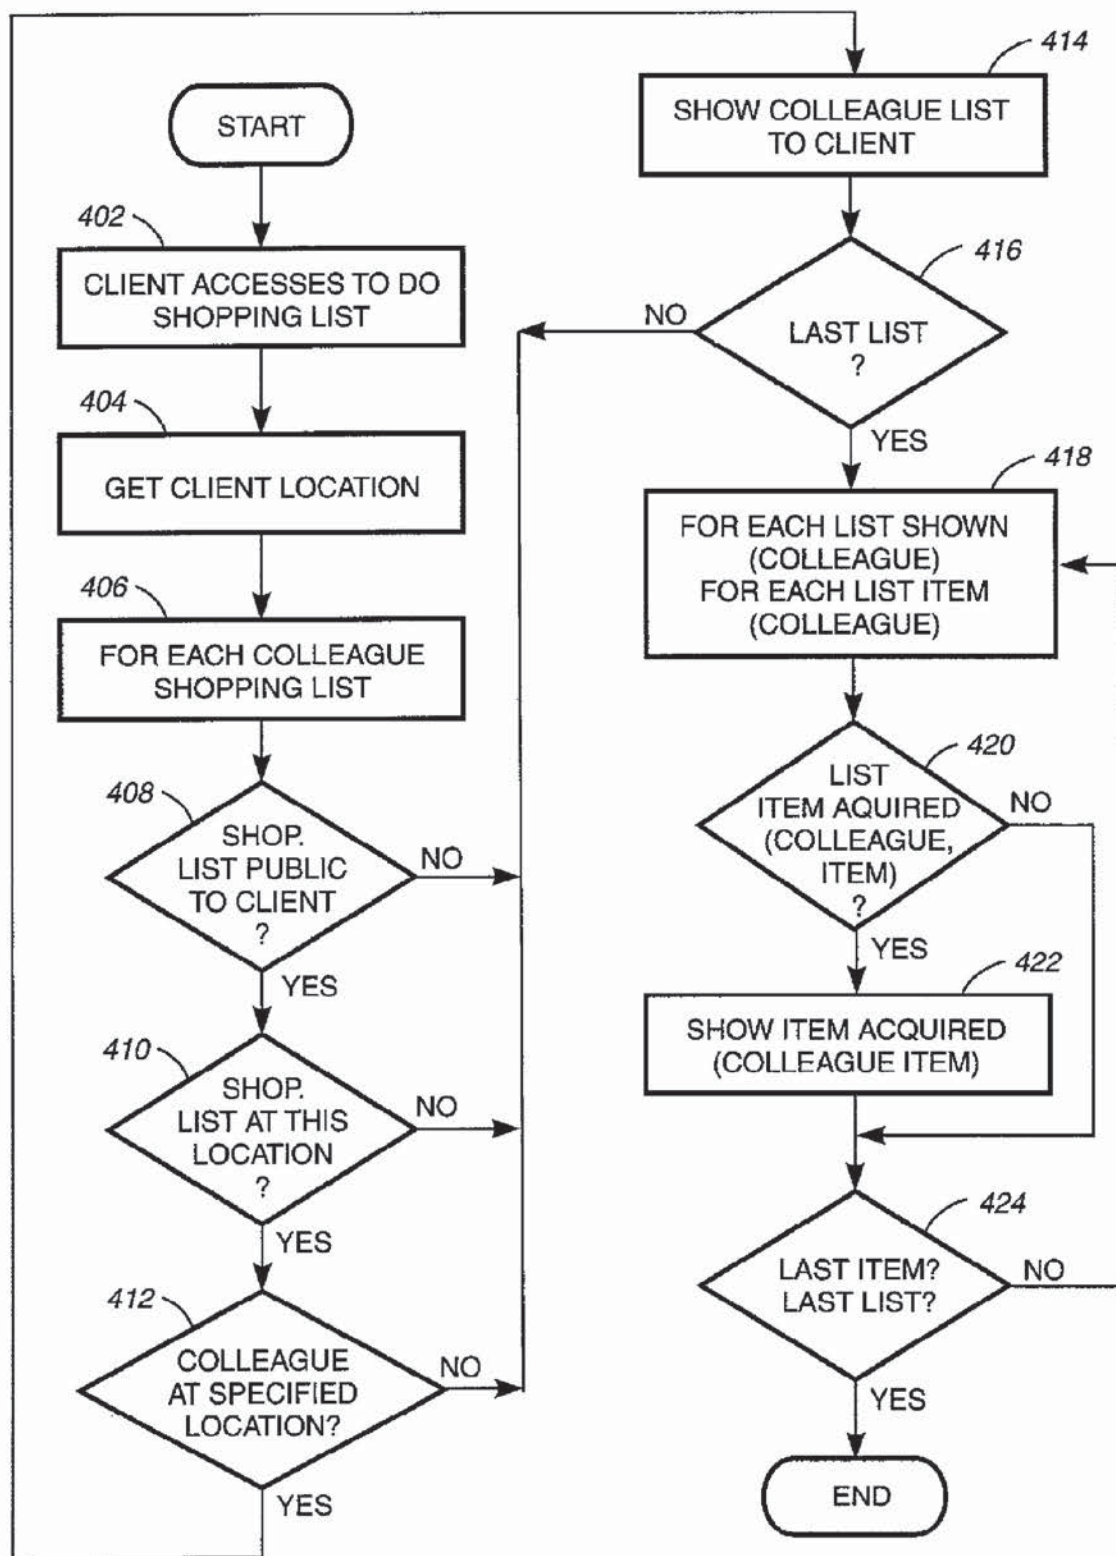 START
402
CLIENT ACCESSES TO DO
SHOPPING LIST
404
GET CLIENT LOCATION
406
FOR EACH COLLEAGUE
SHOPPING LIST
408
SHOP.
LIST PUBLIC
TO CLIENT
?
NO
YES
410
SHOP.
LIST AT THIS
LOCATION
?
NO
YES
412
COLLEAGUE
AT SPECIFIED
LOCATION?
NO
YES
414
SHOW COLLEAGUE LIST
TO CLIENT
416
LAST LIST
?
NO
YES
418
FOR EACH LIST SHOWN
(COLLEAGUE)
FOR EACH LIST ITEM
(COLLEAGUE)
420
LIST
ITEM AQUIRED
(COLLEAGUE,
ITEM)
?
NO
YES
422
SHOW ITEM ACQUIRED
(COLLEAGUE ITEM)
424
LAST ITEM?
LAST LIST?
NO
YES
END